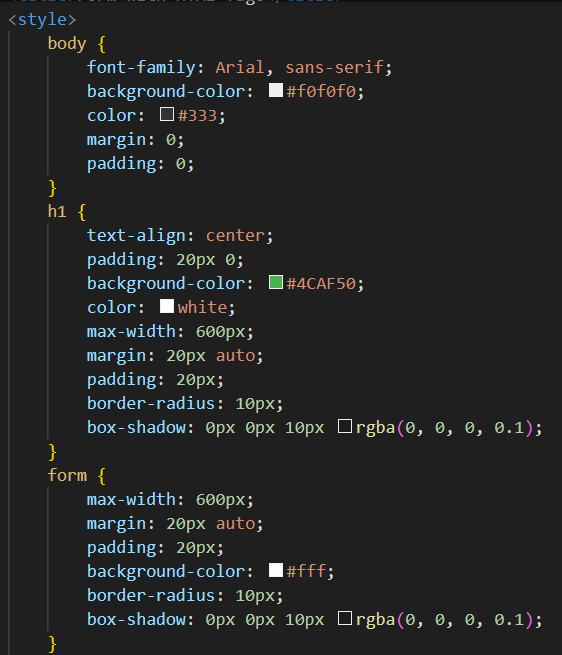 <style>
body {
font-family: Arial, sans-serif;
background-color: #f0f0f0;
color: #333;
margin: 0;
padding: 0;
}
h1 {
text-align: center;
padding: 20px 0;
background-color: #4CAF50;
color: white;
max-width: 600px;
margin: 20px auto;
padding: 20px;
border-radius: 10px;
box-shadow: 0px 0px 10px rgba(0, 0, 0, 0.1);
}
form {
max-width: 600px;
margin: 20px auto;
padding: 20px;
background-color: #fff;
border-radius: 10px;
box-shadow: 0px 0px 10px rgba(0, 0, 0, 0.1);
}